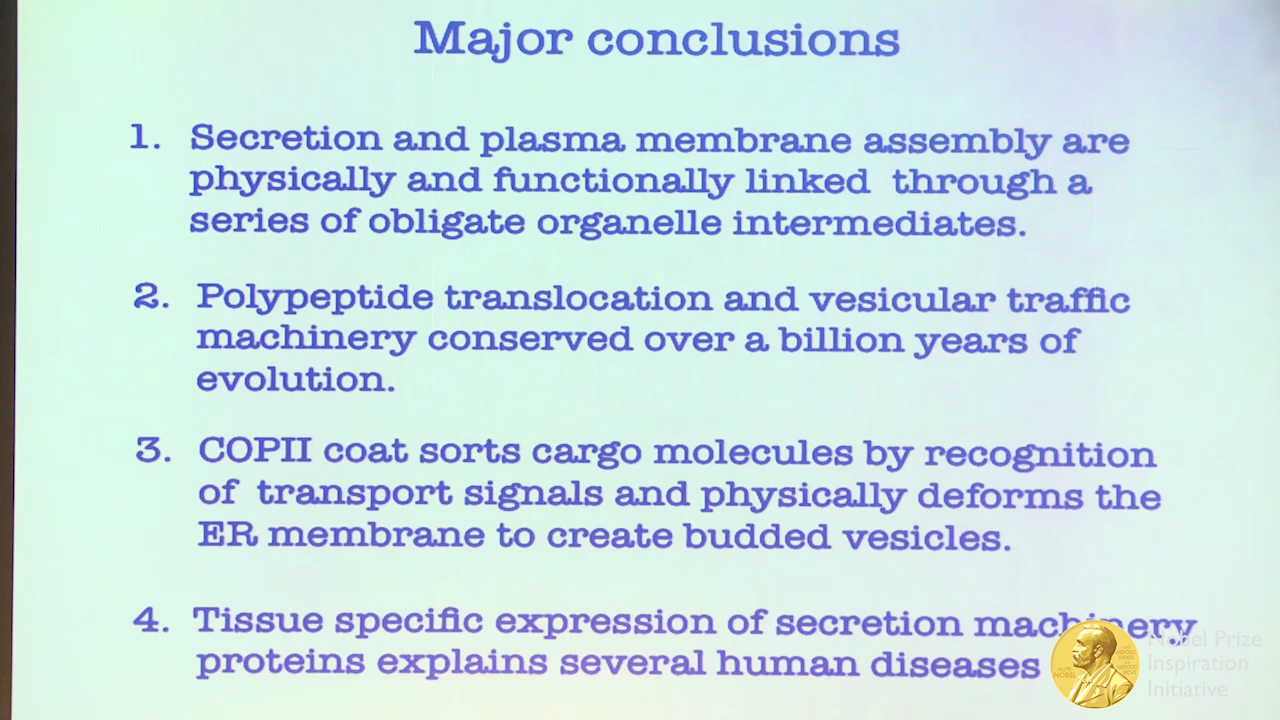 Major conclusions
1. Secretion and plasma membrane assembly are
physically and functionally linked through a
series of obligate organelle intermediates.
2. Polypeptide translocation and vesicular traffic
machinery conserved over a billion years of
evolution.
3. COPII coat sorts cargo molecules by recognition
of transport signals and physically deforms the
ER membrane to create budded vesicles.
4. Tissue specific expression of secretion machinery
proteins explains several human diseases
Nobel Prize
Inspiration
Initiative